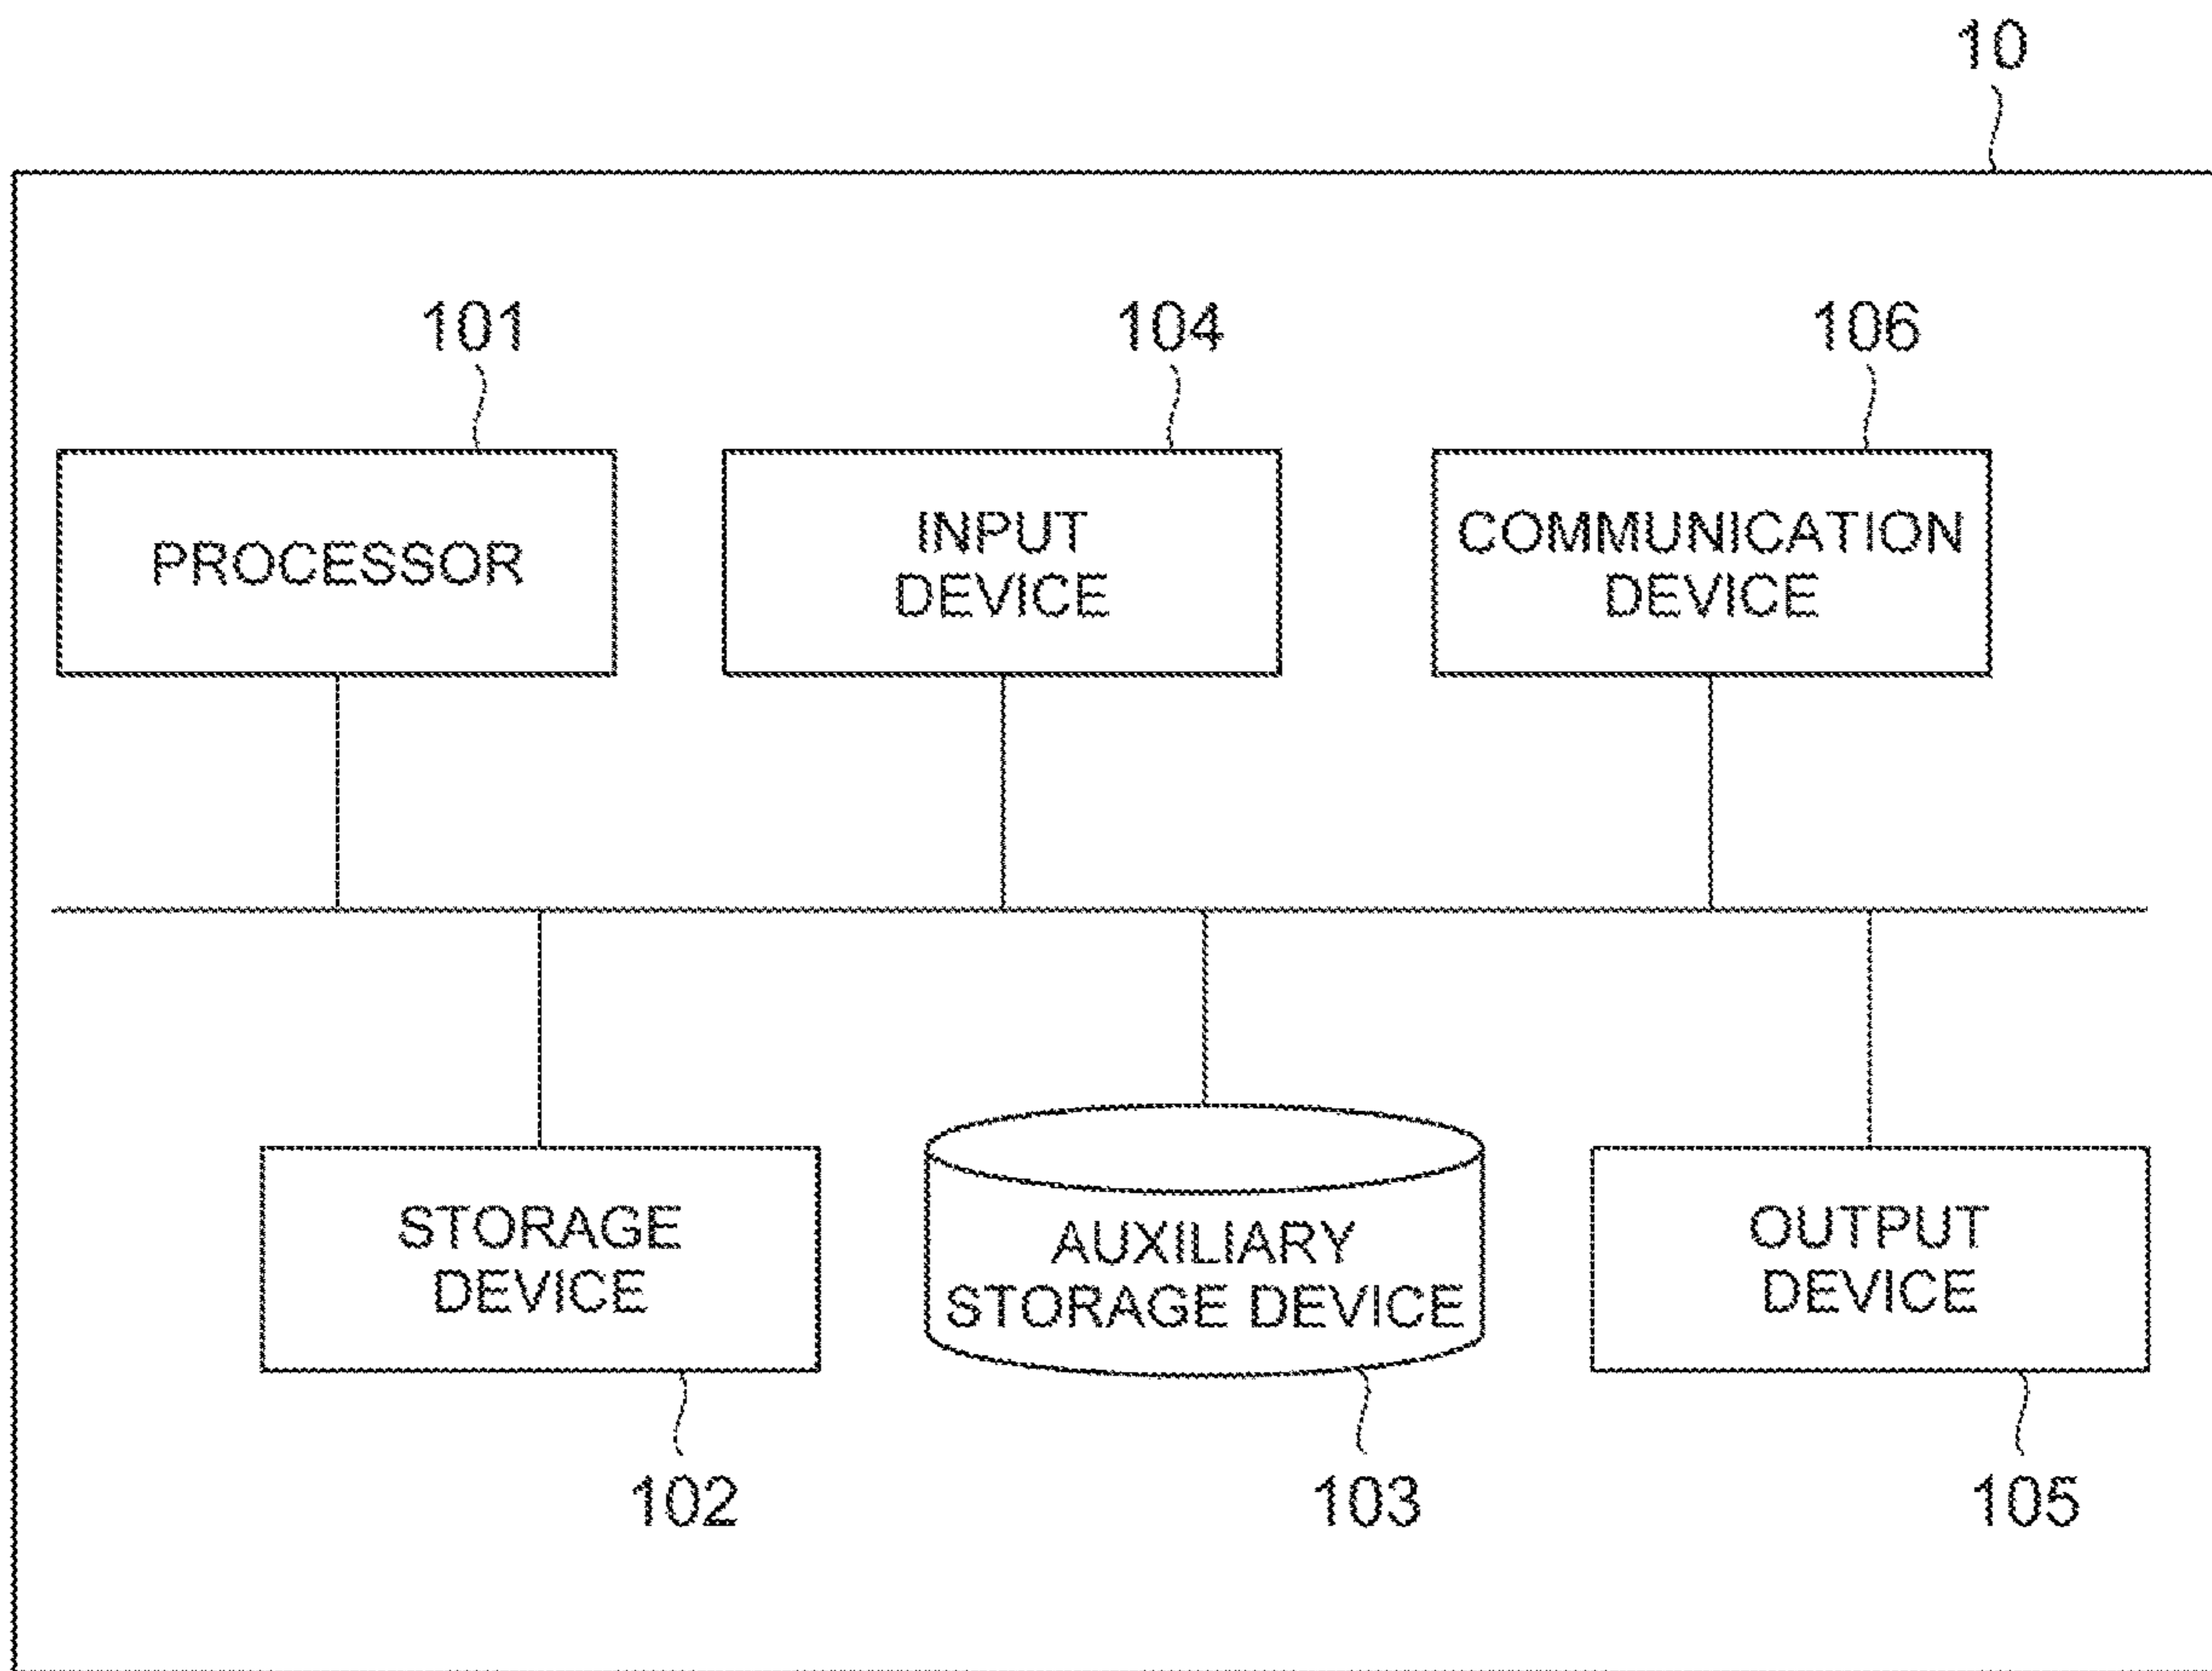 10
101
104
106
PROCESSOR
INPUT
DEVICE
COMMUNICATION
DEVICE
STORAGE
DEVICE
AUXILIARY
STORAGE DEVICE
OUTPUT
DEVICE
102
103
105